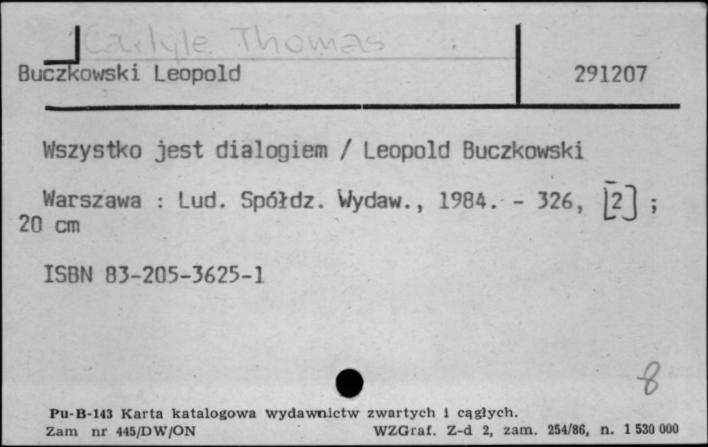 Carlyle Thomas
Buczkowski Leopold
291207
Wszystko jest dialogiem / Leopold Buczkowski
Warszawa : Lud. Spółdz. Wydaw., 1984. - 326, [2] ;
20 cm
ISBN 83-205-3625-1
8
Pu-B-143 Karta katalogowa wydawnictw zwartych i ciągłych.
Zam nr 445/DW/ON WZGraf. Z-d 2, zam. 254/86, n. 1 530 000